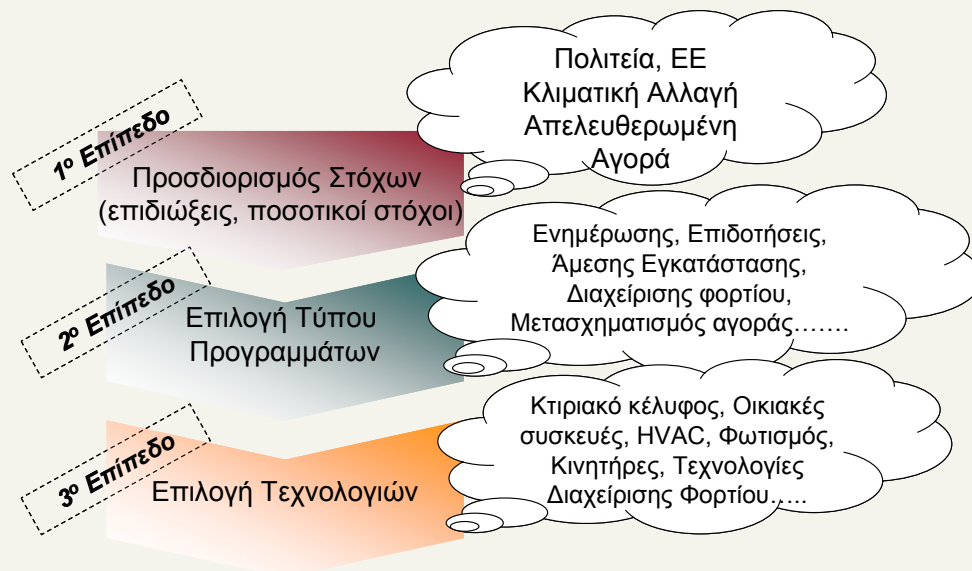 Πολιτεία, ΕΕ
Κλιματική Αλλαγή
Απελευθερωμένη
Αγορά
1ο Επίπεδο
Προσδιορισμός Στόχων
(επιδιώξεις, ποσοτικοί στόχοι)
Ενημέρωσης, Επιδοτήσεις,
Άμεσης Εγκατάστασης,
Διαχείρισης φορτίου,
Μετασχηματισμός αγοράς…….
2ο Επίπεδο
Επιλογή Τύπου
Προγραμμάτων
Κτιριακό κέλυφος, Οικιακές
συσκευές, HVAC, Φωτισμός,
Κινητήρες, Τεχνολογίες
Διαχείρισης Φορτίου…..
3ο Επίπεδο
Επιλογή Τεχνολογιών